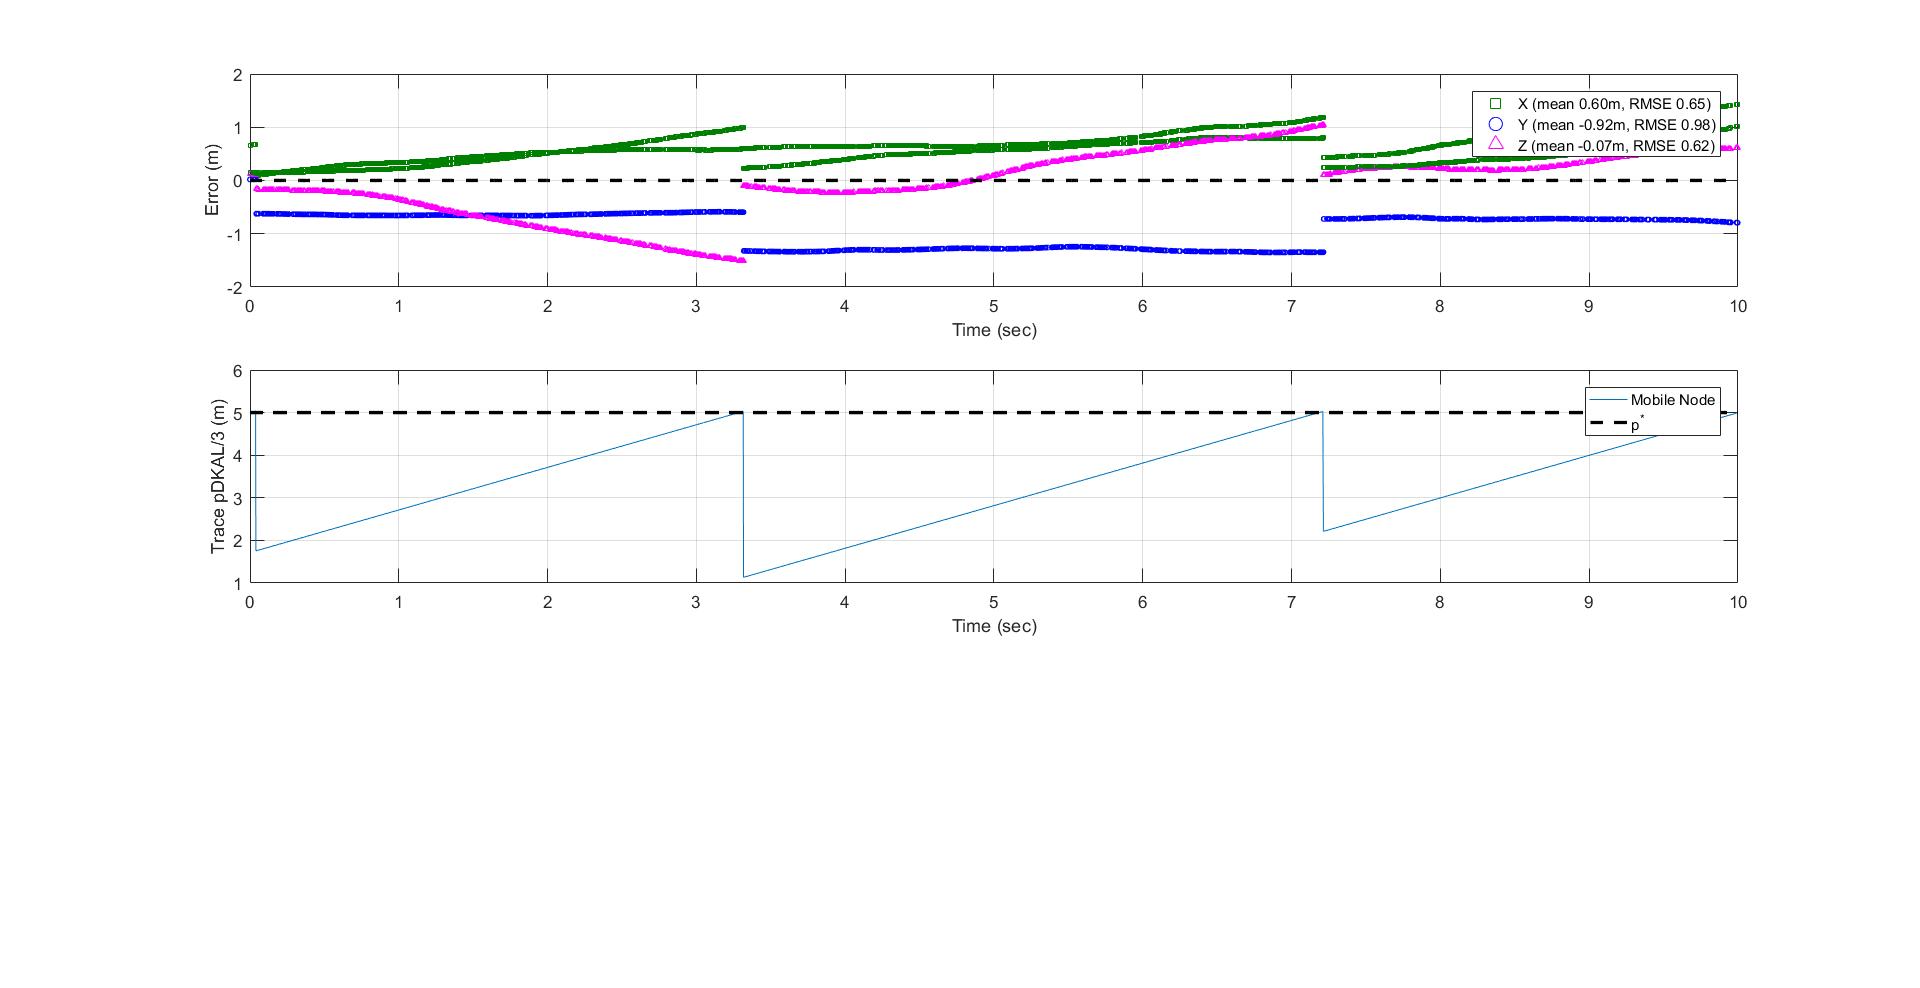 2
1
0
-1
-2
Error (m)
X (mean 0.60m, RMSE 0.65)
Y (mean -0.92m, RMSE 0.98)
Z (mean -0.07m, RMSE 0.62)
0 1 2 3 4 5 6 7 8 9 10
Time (sec)
6
5
4
3
2
1
Trace pDKAL/3 (m)
Mobile Node
p*
0 1 2 3 4 5 6 7 8 9 10
Time (sec)